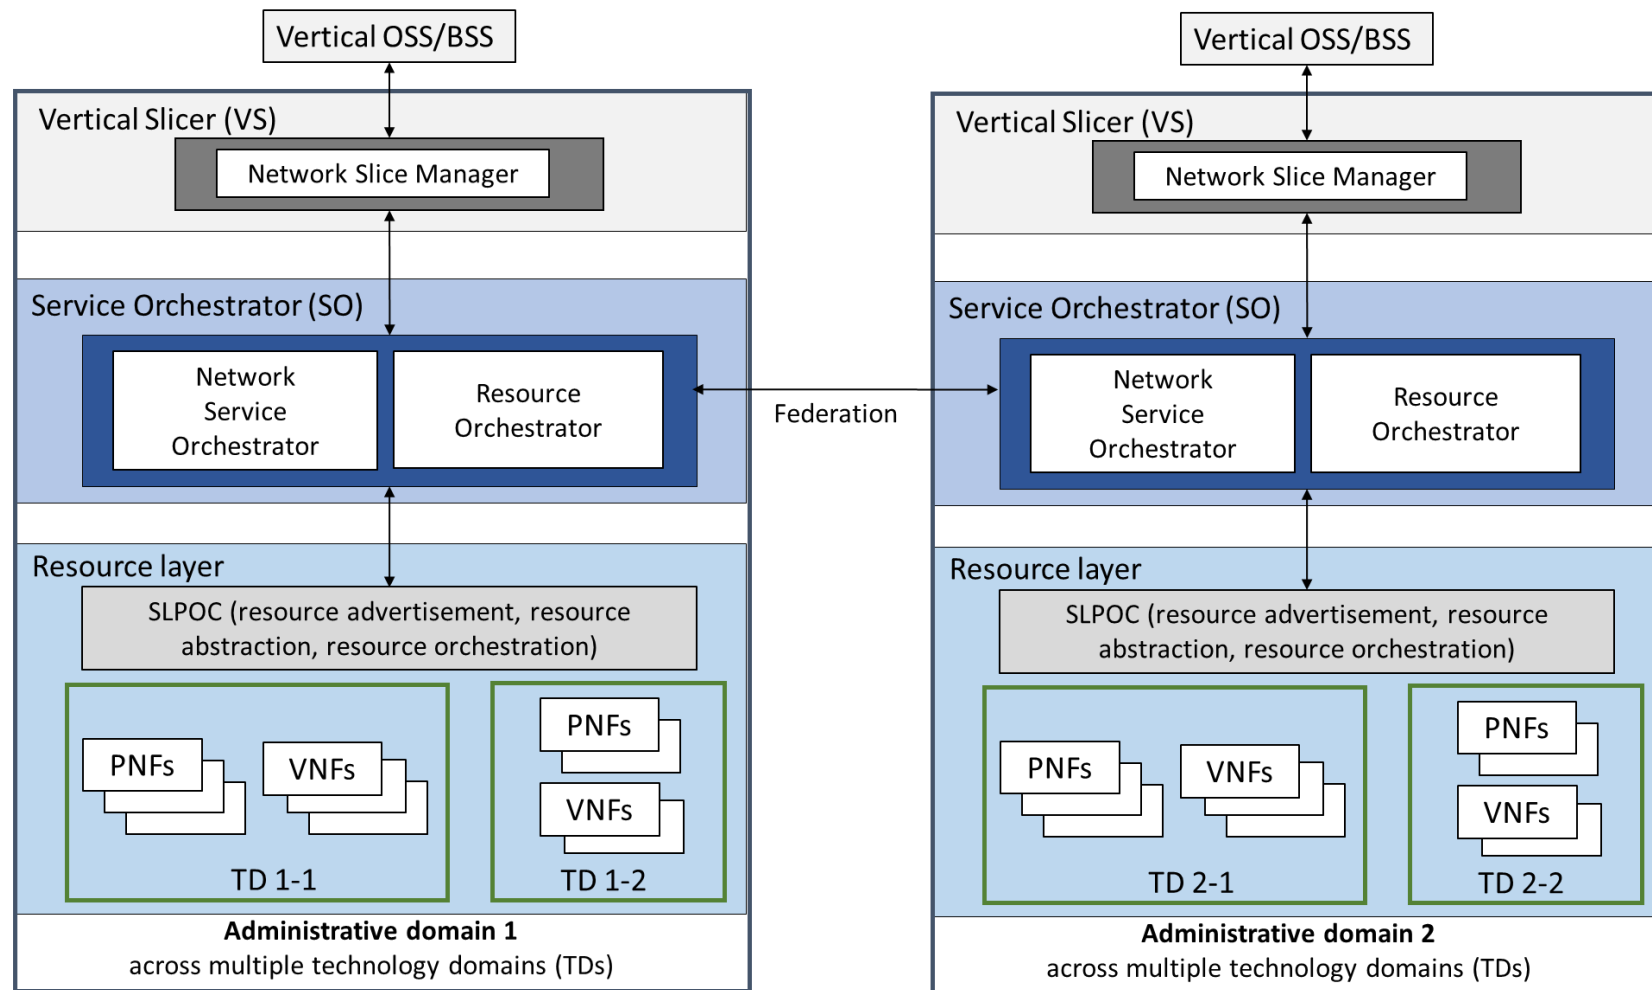 Vertical OSS/BSS
Vertical Slicer (VS)
Network Slice Manager
Service Orchestrator (SO)
Network
Service
Orchestrator
Resource
Orchestrator
Resource layer
SLPOC (resource advertisement, resource
abstraction, resource orchestration)
PNFs
VNFs
TD 1-1
PNFs
VNFs
TD 1-2
Administrative domain 1
across multiple technology domains (TDs)
Federation
Vertical OSS/BSS
Vertical Slicer (VS)
Network Slice Manager
Service Orchestrator (SO)
Network
Service
Orchestrator
Resource
Orchestrator
Resource layer
SLPOC (resource advertisement, resource
abstraction, resource orchestration)
PNFs
VNFs
TD 2-1
PNFs
VNFs
TD 2-2
Administrative domain 2
across multiple technology domains (TDs)